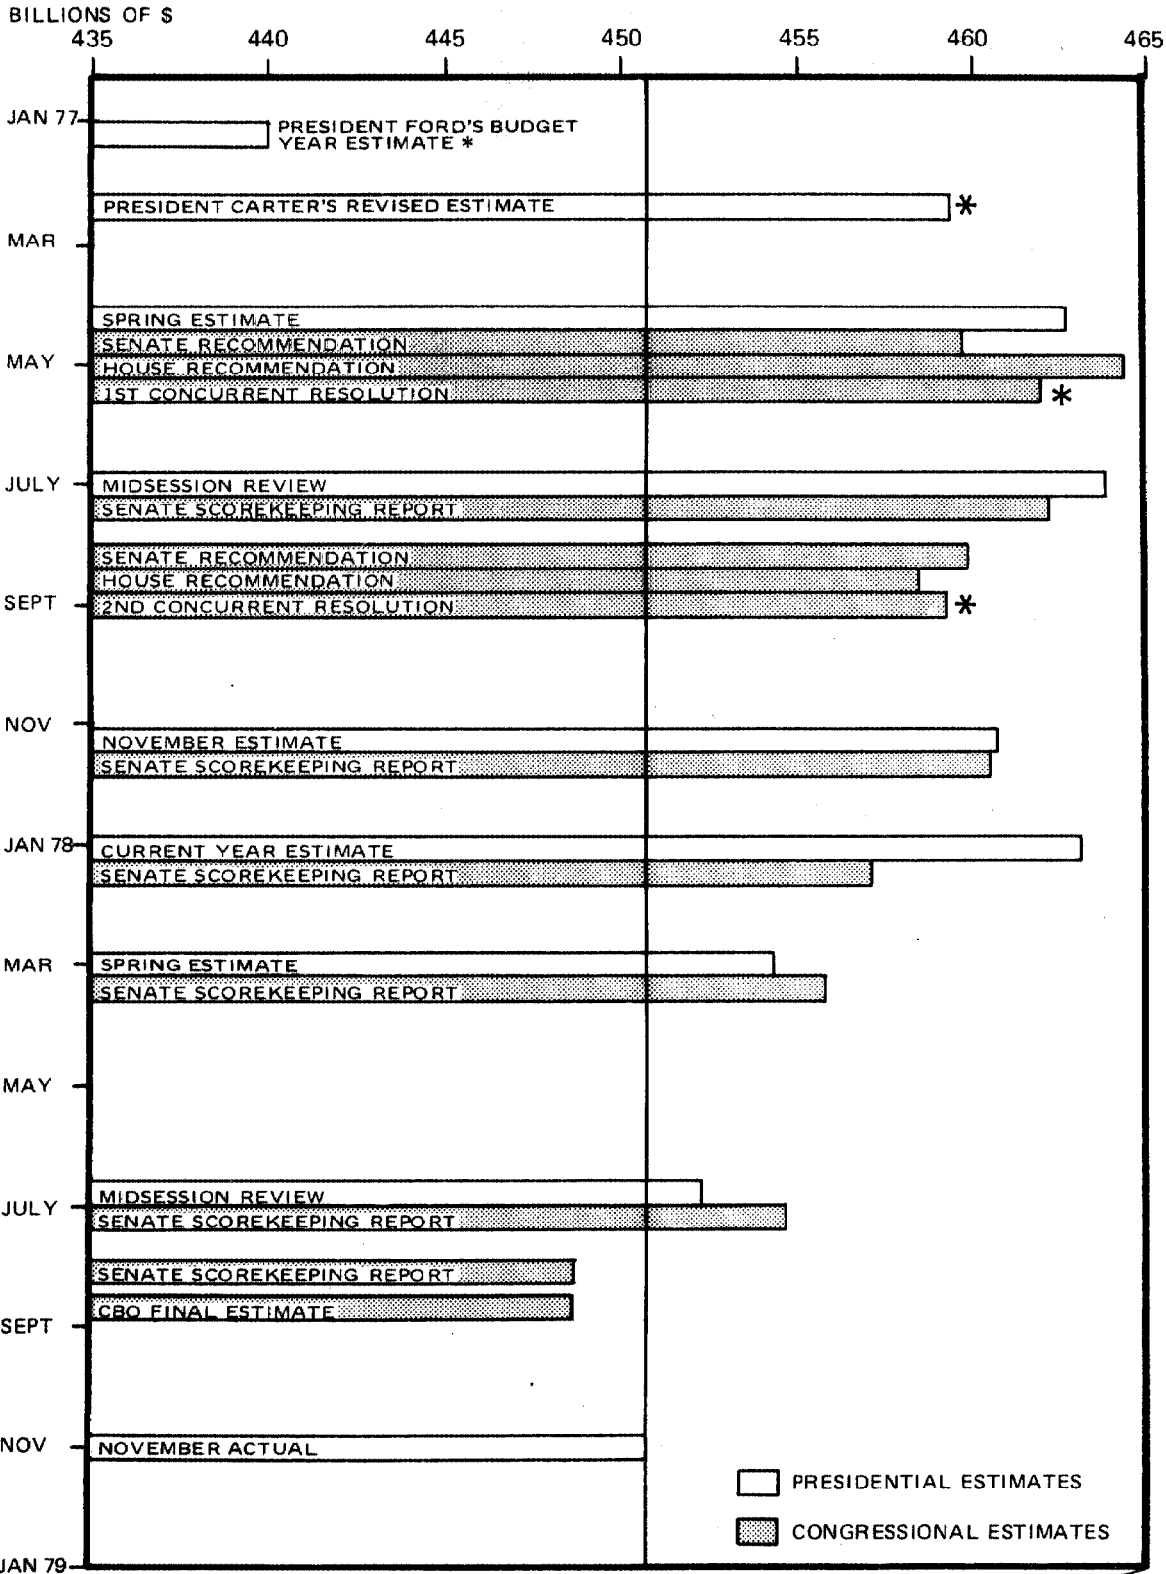 BILLIONS OF $
435 440 445 450 455 460 465
JAN 77
PRESIDENT FORD'S BUDGET
YEAR ESTIMATE *
PRESIDENT CARTER'S REVISED ESTIMATE *
MAR
SPRING ESTIMATE
SENATE RECOMMENDATION
MAY
HOUSE RECOMMENDATION
1ST CONCURRENT RESOLUTION *
JULY
MIDSESSION REVIEW
SENATE SCOREKEEPING REPORT
SENATE RECOMMENDATION
HOUSE RECOMMENDATION
SEPT
2ND CONCURRENT RESOLUTION *
NOV
NOVEMBER ESTIMATE
SENATE SCOREKEEPING REPORT
JAN 78
CURRENT YEAR ESTIMATE
SENATE SCOREKEEPING REPORT
MAR
SPRING ESTIMATE
SENATE SCOREKEEPING REPORT
MAY
MIDSESSION REVIEW
JULY
SENATE SCOREKEEPING REPORT
SENATE SCOREKEEPING REPORT
CBO FINAL ESTIMATE
SEPT
NOV
NOVEMBER ACTUAL
PRESIDENTIAL ESTIMATES
CONGRESSIONAL ESTIMATES
JAN 79